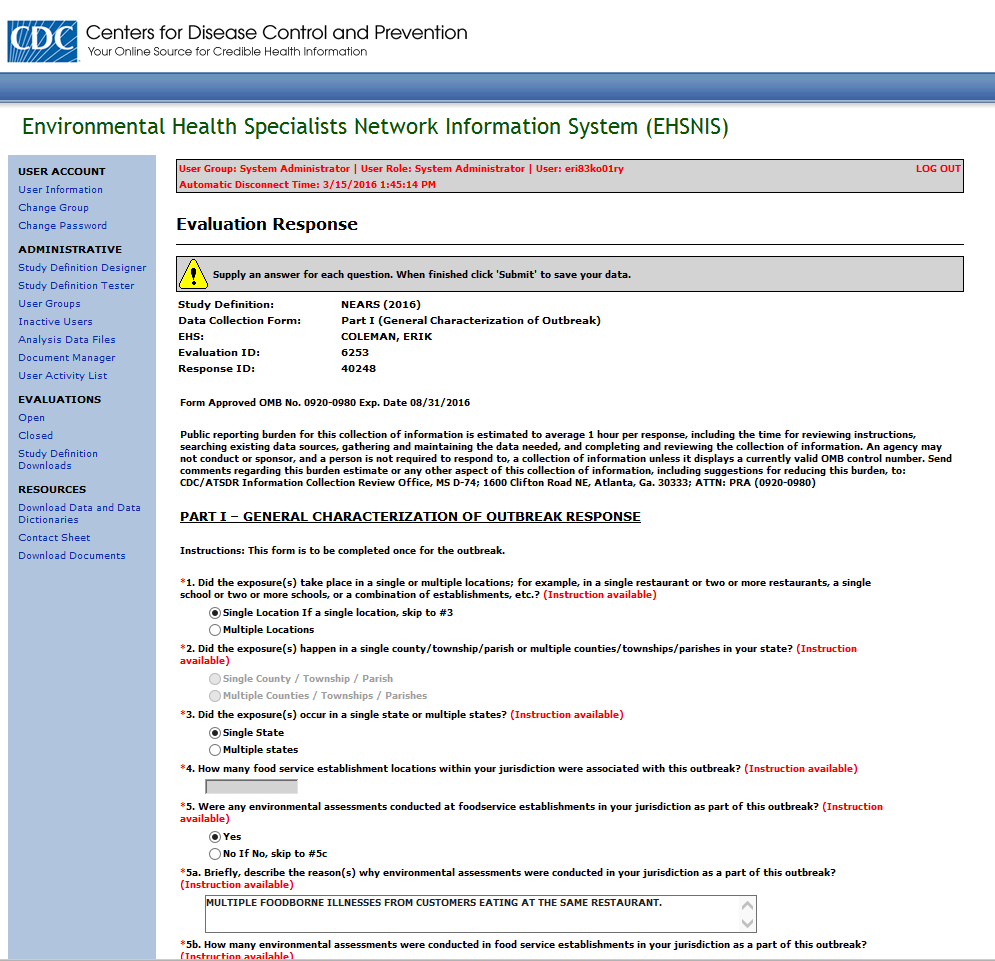 CDC Centers for Disease Control and Prevention
Your Online Source for Credible Health Information
Environmental Health Specialists Network Information System (EHSNIS)
USER ACCOUNT
User Information
Change Group
Change Password
ADMINISTRATIVE
Study Definition Designer
Study Definition Tester
User Groups
Inactive Users
Analysis Data Files
Document Manager
User Activity List
EVALUATIONS
Open
Closed
Study Definition
Downloads
RESOURCES
Download Data and Data
Dictionaries
Contact Sheet
Download Documents
User Group: System Administrator | User Role: System Administrator | User: eri83ko01ry LOG OUT
Automatic Disconnect Time: 3/15/2016 1:45:14 PM
Evaluation Response
Supply an answer for each question. When finished click 'Submit' to save your data.
Study Definition: NEARS (2016)
Data Collection Form: Part I (General Characterization of Outbreak)
EHS: COLEMAN, ERIK
Evaluation ID: 6253
Response ID: 40248
Form Approved OMB No. 0920-0980 Exp. Date 08/31/2016
Public reporting burden for this collection of information is estimated to average 1 hour per response, including the time for reviewing instructions,
searching existing data sources, gathering and maintaining the data needed, and completing and reviewing the collection of information. An agency may
not conduct or sponsor, and a person is not required to respond to, a collection of information unless it displays a currently valid OMB control number. Send
comments regarding this burden estimate or any other aspect of this collection of information, including suggestions for reducing this burden, to:
CDC/ATSDR Information Collection Review Office, MS D-74; 1600 Clifton Road NE, Atlanta, Ga. 30333; ATTN: PRA (0920-0980)
PART I – GENERAL CHARACTERIZATION OF OUTBREAK RESPONSE
Instructions: This form is to be completed once for the outbreak.
*1. Did the exposure(s) take place in a single or multiple locations; for example, in a single restaurant or two or more restaurants, a single
school or two or more schools, or a combination of establishments, etc.? (Instruction available)
Single Location If a single location, skip to #3
Multiple Locations
*2. Did the exposure(s) happen in a single county/township/parish or multiple counties/townships/parishes in your state? (Instruction
available)
Single County / Township / Parish
Multiple Counties / Townships / Parishes
*3. Did the exposure(s) occur in a single state or multiple states? (Instruction available)
Single State
Multiple states
*4. How many food service establishment locations within your jurisdiction were associated with this outbreak? (Instruction available)
*5. Were any environmental assessments conducted at foodservice establishments in your jurisdiction as part of this outbreak? (Instruction
available)
Yes
No If No, skip to #5c
*5a. Briefly, describe the reason(s) why environmental assessments were conducted in your jurisdiction as a part of this outbreak?
(Instruction available)
MULTIPLE FOODBORNE ILLNESSES FROM CUSTOMERS EATING AT THE SAME RESTAURANT.
*5b. How many environmental assessments were conducted in food service establishments in your jurisdiction as a part of this outbreak?
(Instruction available)